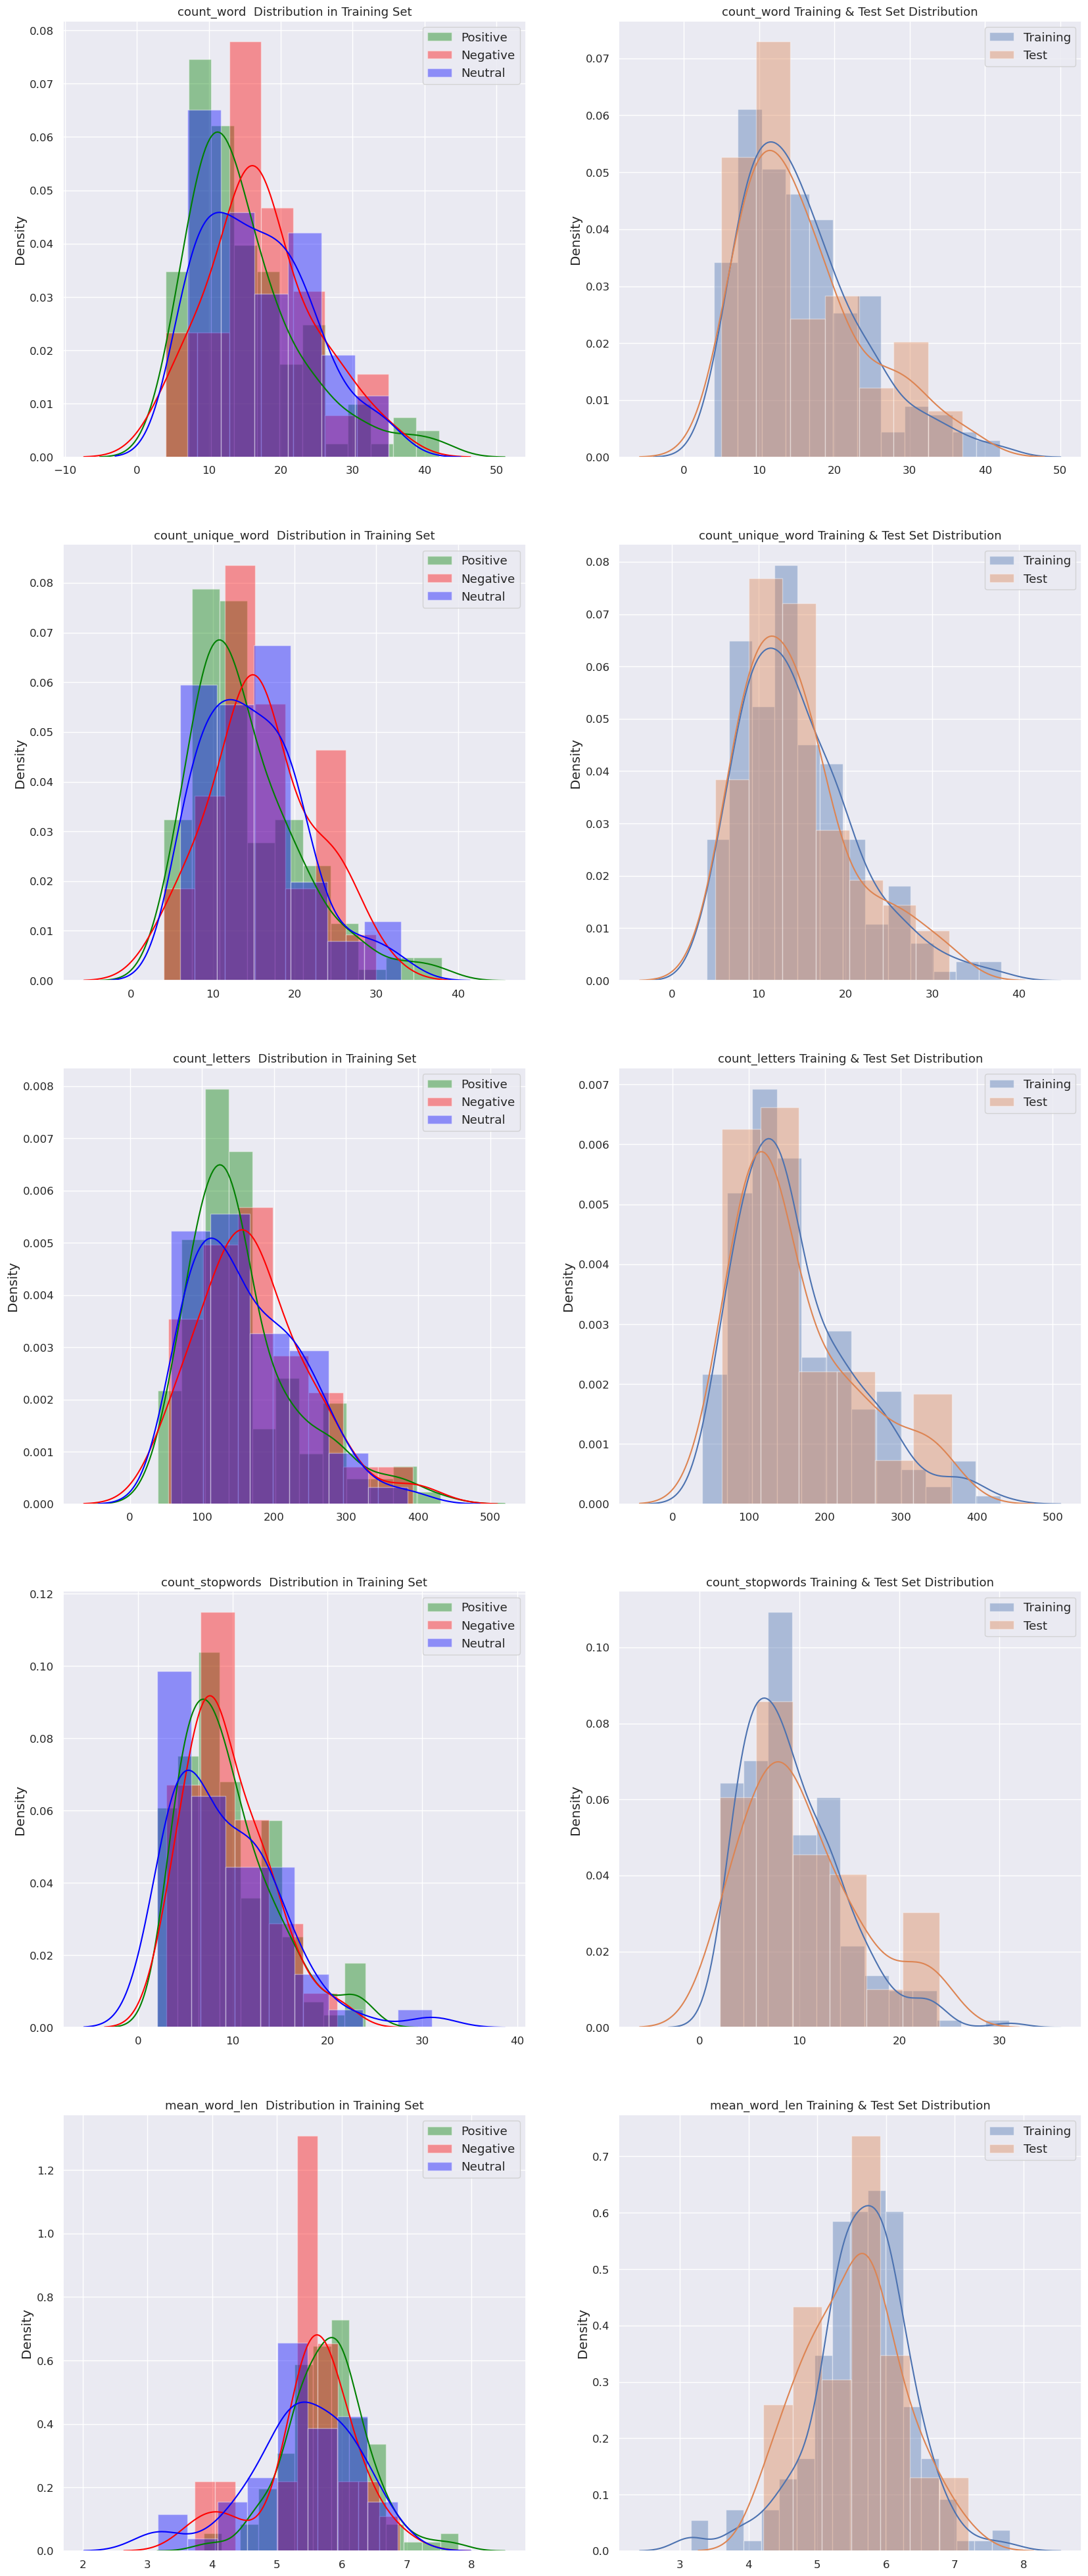 count_word  Distribution in Training Set
Positive
Negative
Neutral
Density
0.08
0.07
0.06
0.05
0.04
0.03
0.02
0.01
0.00
−10 0 10 20 30 40 50
count_word Training & Test Set Distribution
Training
Test
Density
0.07
0.06
0.05
0.04
0.03
0.02
0.01
0.00
0 10 20 30 40 50
count_unique_word  Distribution in Training Set
Positive
Negative
Neutral
Density
0.08
0.07
0.06
0.05
0.04
0.03
0.02
0.01
0.00
0 10 20 30 40
count_unique_word Training & Test Set Distribution
Training
Test
Density
0.08
0.07
0.06
0.05
0.04
0.03
0.02
0.01
0.00
0 10 20 30 40
count_letters  Distribution in Training Set
Positive
Negative
Neutral
Density
0.008
0.007
0.006
0.005
0.004
0.003
0.002
0.001
0.000
0 100 200 300 400 500
count_letters Training & Test Set Distribution
Training
Test
Density
0.007
0.006
0.005
0.004
0.003
0.002
0.001
0.000
0 100 200 300 400 500
count_stopwords  Distribution in Training Set
Positive
Negative
Neutral
Density
0.12
0.10
0.08
0.06
0.04
0.02
0.00
0 10 20 30 40
count_stopwords Training & Test Set Distribution
Training
Test
Density
0.10
0.08
0.06
0.04
0.02
0.00
0 10 20 30
mean_word_len  Distribution in Training Set
Positive
Negative
Neutral
Density
1.2
1.0
0.8
0.6
0.4
0.2
0.0
2 3 4 5 6 7 8
mean_word_len Training & Test Set Distribution
Training
Test
Density
0.7
0.6
0.5
0.4
0.3
0.2
0.1
0.0
3 4 5 6 7 8